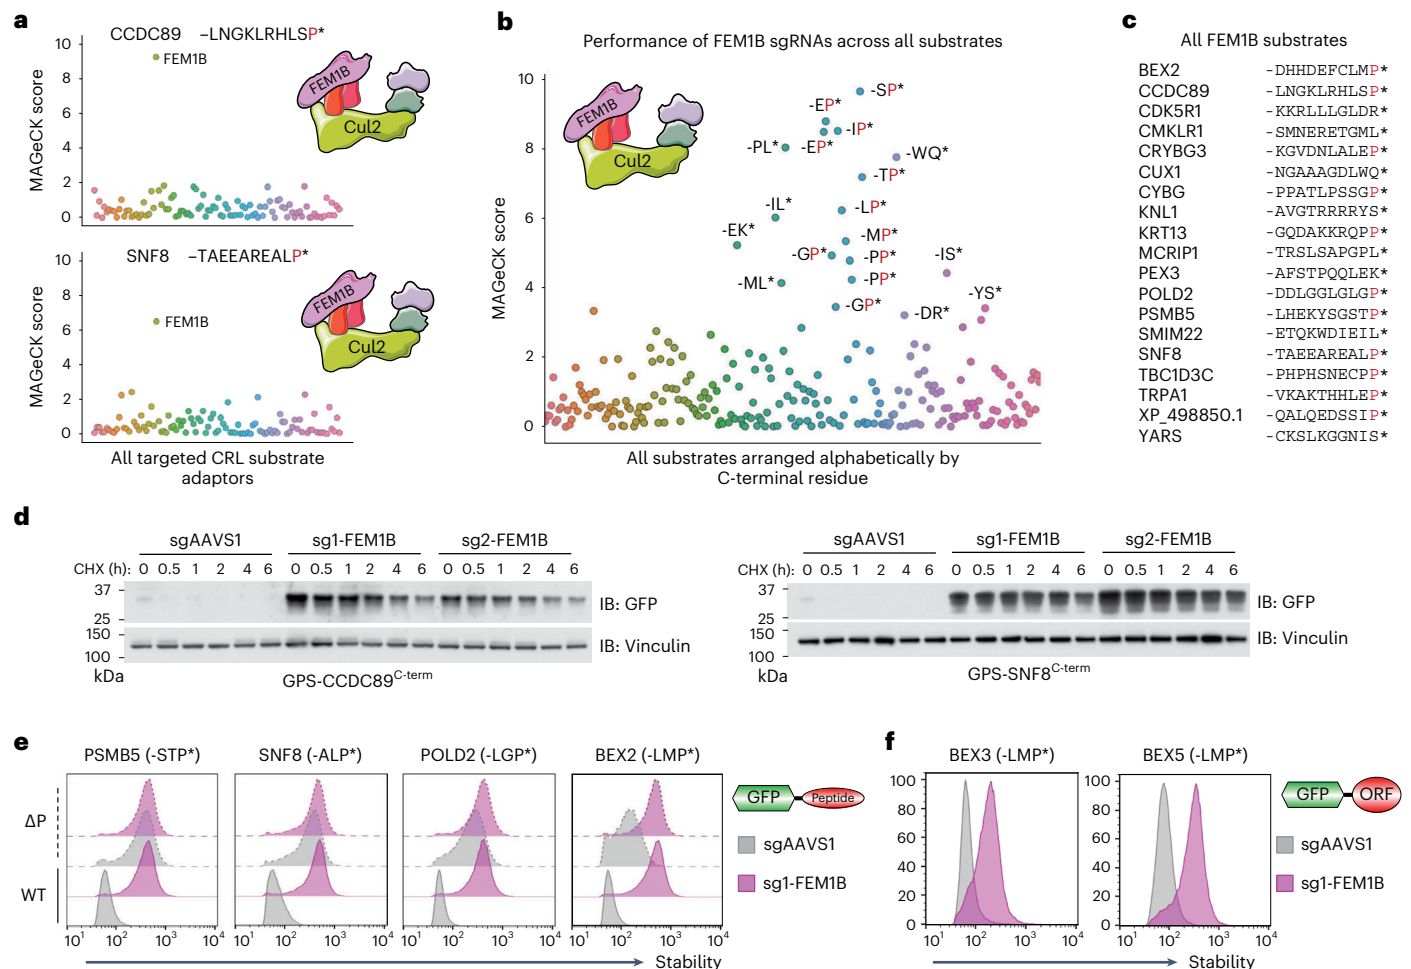 a
CCDC89 –LNGKLRHLSP*
10
8
6
4
2
0
MAGeCK score
FEM1B
FEM1B
Cul2
SNF8 –TAEEAREALP*
10
8
6
4
2
0
MAGeCK score
FEM1B
FEM1B
Cul2
All targeted CRL substrate
adaptors
b
Performance of FEM1B sgRNAs across all substrates
10
8
6
4
2
0
MAGeCK score
FEM1B
Cul2
-SP*
-EP*
-IP*
-PL*
-EP*
-WQ*
-TP*
-IL*
-LP*
-EK*
-MP*
-GP*
-PP*
-IS*
-ML*
-PP*
-GP*
-DR*
-YS*
All substrates arranged alphabetically by
C-terminal residue
c
All FEM1B substrates
BEX2 -DHHDEFCLMP*
CCDC89 -LNGKLRHLSP*
CDK5R1 -KKRLLLGLDR*
CMKLR1 -SMNERETGML*
CRYBG3 -KGVDNLALEP*
CUX1 -NGAAAGDLWQ*
CYBG -PPATLPSSGP*
KNL1 -AVGTRRRRYS*
KRT13 -GQDAKKRQPP*
MCRIP1 -TRSLSAPGPL*
PEX3 -AFSTPQQLEK*
POLD2 -DDLGGLGLGP*
PSMB5 -LHEKYSGSTP*
SMIM22 -ETQKWDIEIL*
SNF8 -TAEEAREALP*
TBC1D3C -PHPHSNECPP*
TRPA1 -VKAKTHHLEP*
XP_498850.1 -QALQEDSSIP*
YARS -CKSLKGGNIS*
d
sgAAVS1 sg1-FEM1B sg2-FEM1B
CHX (h): 0 0.5 1 2 4 6 0 0.5 1 2 4 6 0 0.5 1 2 4 6
37
25
IB: GFP
150
100
IB: Vinculin
kDa
GPS-CCDC89C-term
sgAAVS1 sg1-FEM1B sg2-FEM1B
CHX (h): 0 0.5 1 2 4 6 0 0.5 1 2 4 6 0 0.5 1 2 4 6
37
25
IB: GFP
150
100
IB: Vinculin
kDa
GPS-SNF8C-term
e
PSMB5 (-STP*) SNF8 (-ALP*) POLD2 (-LGP*) BEX2 (-LMP*)
ΔP
WT
10¹ 10² 10³ 10⁴ 10¹ 10² 10³ 10⁴ 10¹ 10² 10³ 10⁴ 10¹ 10² 10³ 10⁴
Stability
GFP Peptide
sgAAVS1
sg1-FEM1B
f
BEX3 (-LMP*) BEX5 (-LMP*)
100 100
80 80
60 60
40 40
20 20
0 0
10¹ 10² 10³ 10⁴ 10¹ 10² 10³ 10⁴
Stability
GFP ORF
sgAAVS1
sg1-FEM1B